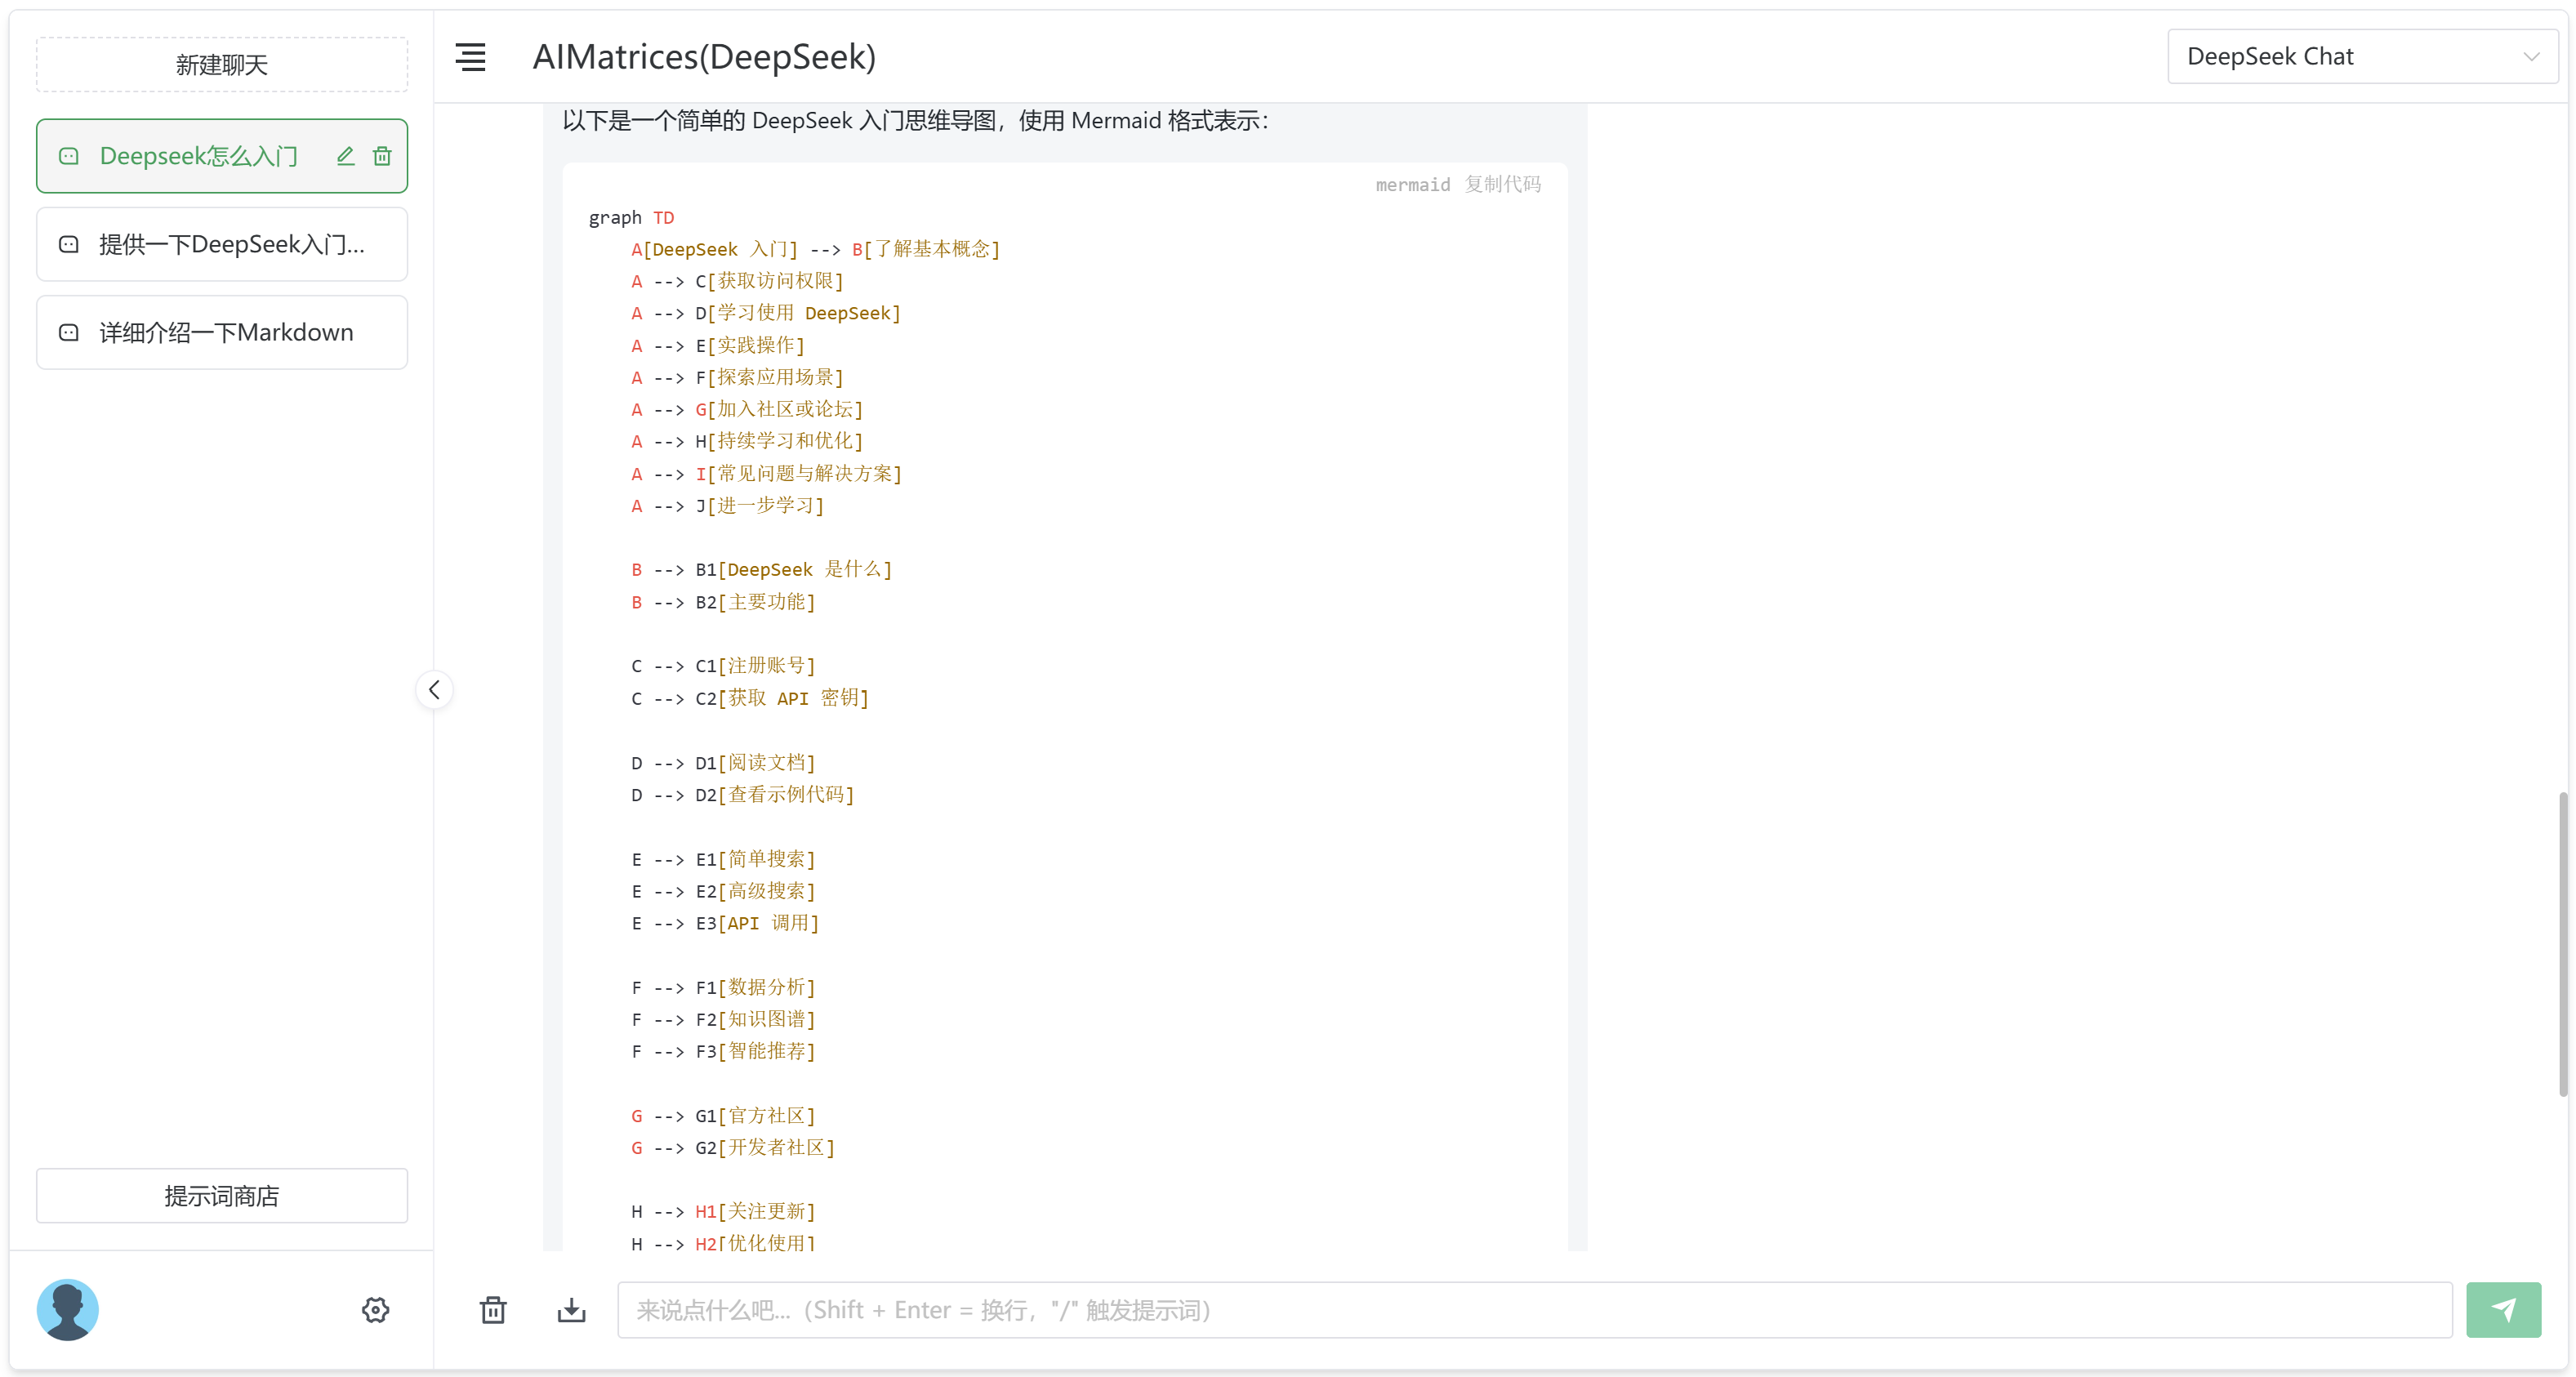 新建聊天
Deepseek怎么入门
提供一下DeepSeek入门...
详细介绍一下Markdown
提示词商店
AIMatrices(DeepSeek)
DeepSeek Chat
以下是一个简单的 DeepSeek 入门思维导图，使用 Mermaid 格式表示：
mermaid 复制代码
graph TD
A[DeepSeek 入门] --> B[了解基本概念]
A --> C[获取访问权限]
A --> D[学习使用 DeepSeek]
A --> E[实践操作]
A --> F[探索应用场景]
A --> G[加入社区或论坛]
A --> H[持续学习和优化]
A --> I[常见问题与解决方案]
A --> J[进一步学习]
B --> B1[DeepSeek 是什么]
B --> B2[主要功能]
C --> C1[注册账号]
C --> C2[获取 API 密钥]
D --> D1[阅读文档]
D --> D2[查看示例代码]
E --> E1[简单搜索]
E --> E2[高级搜索]
E --> E3[API 调用]
F --> F1[数据分析]
F --> F2[知识图谱]
F --> F3[智能推荐]
G --> G1[官方社区]
G --> G2[开发者社区]
H --> H1[关注更新]
H --> H2[优化使用]
来说点什么吧...（Shift + Enter = 换行，"/" 触发提示词）